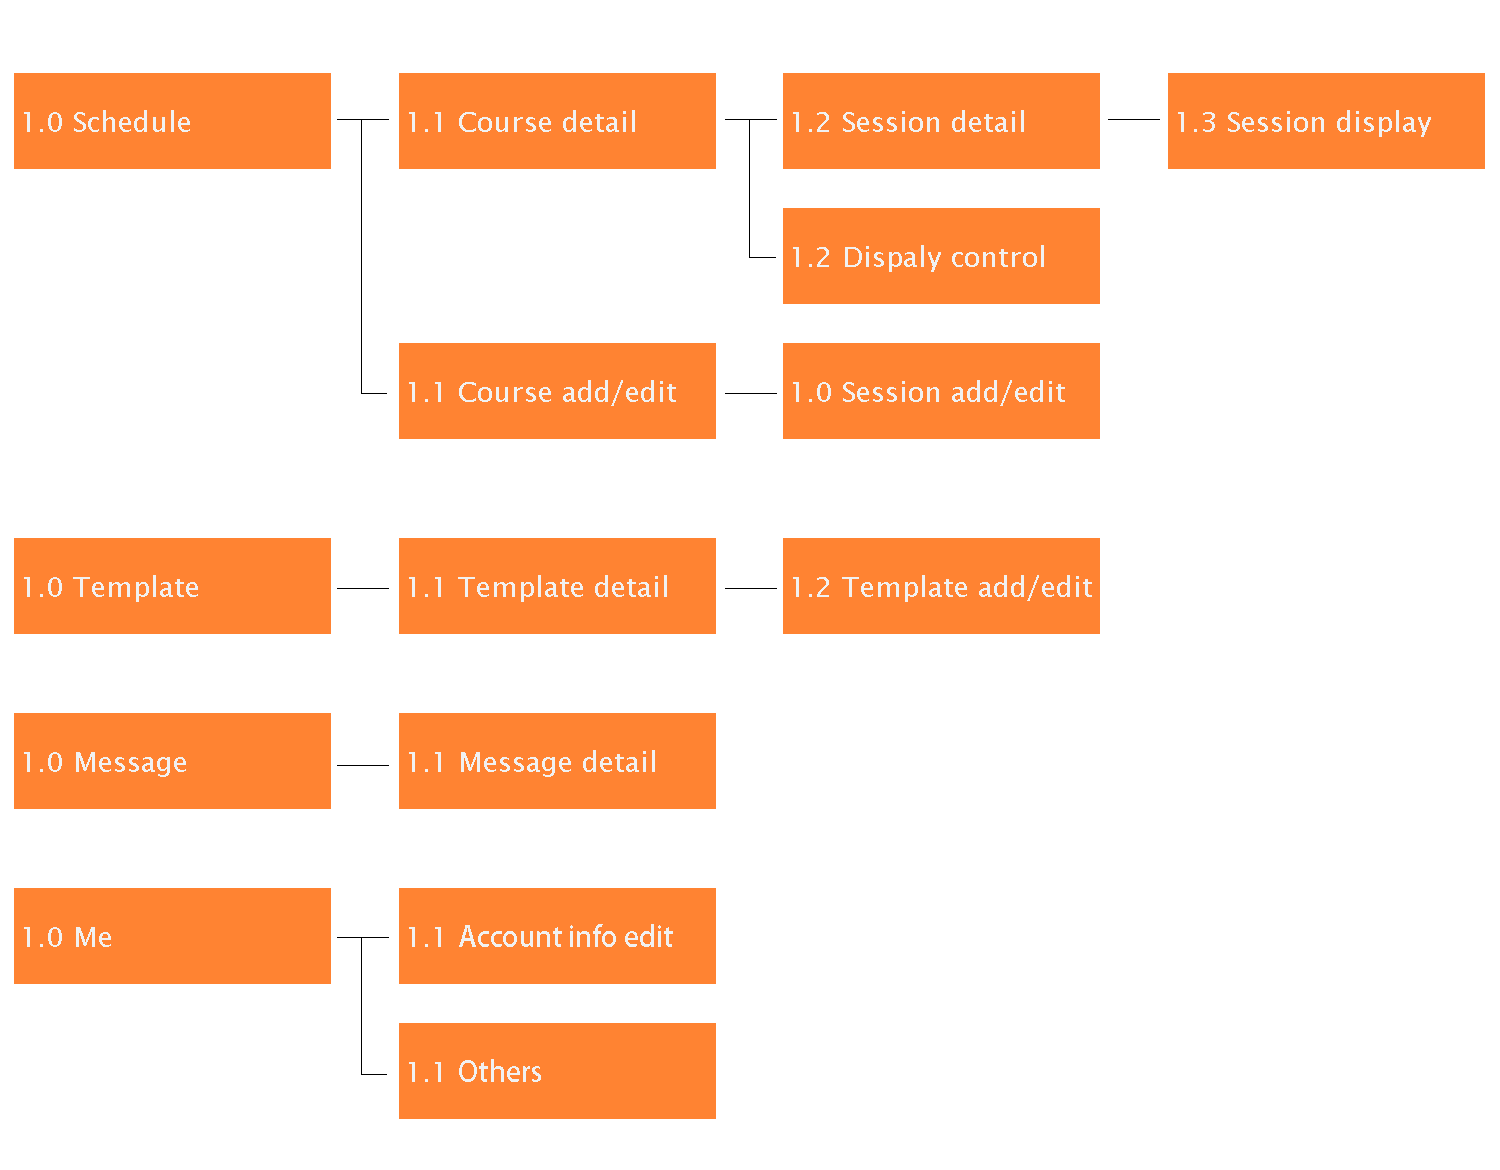 1.0 Schedule
1.1 Course detail
1.2 Session detail
1.3 Session display
1.2 Dispaly control
1.1 Course add/edit
1.0 Session add/edit
1.0 Template
1.1 Template detail
1.2 Template add/edit
1.0 Message
1.1 Message detail
1.0 Me
1.1 Account info edit
1.1 Others